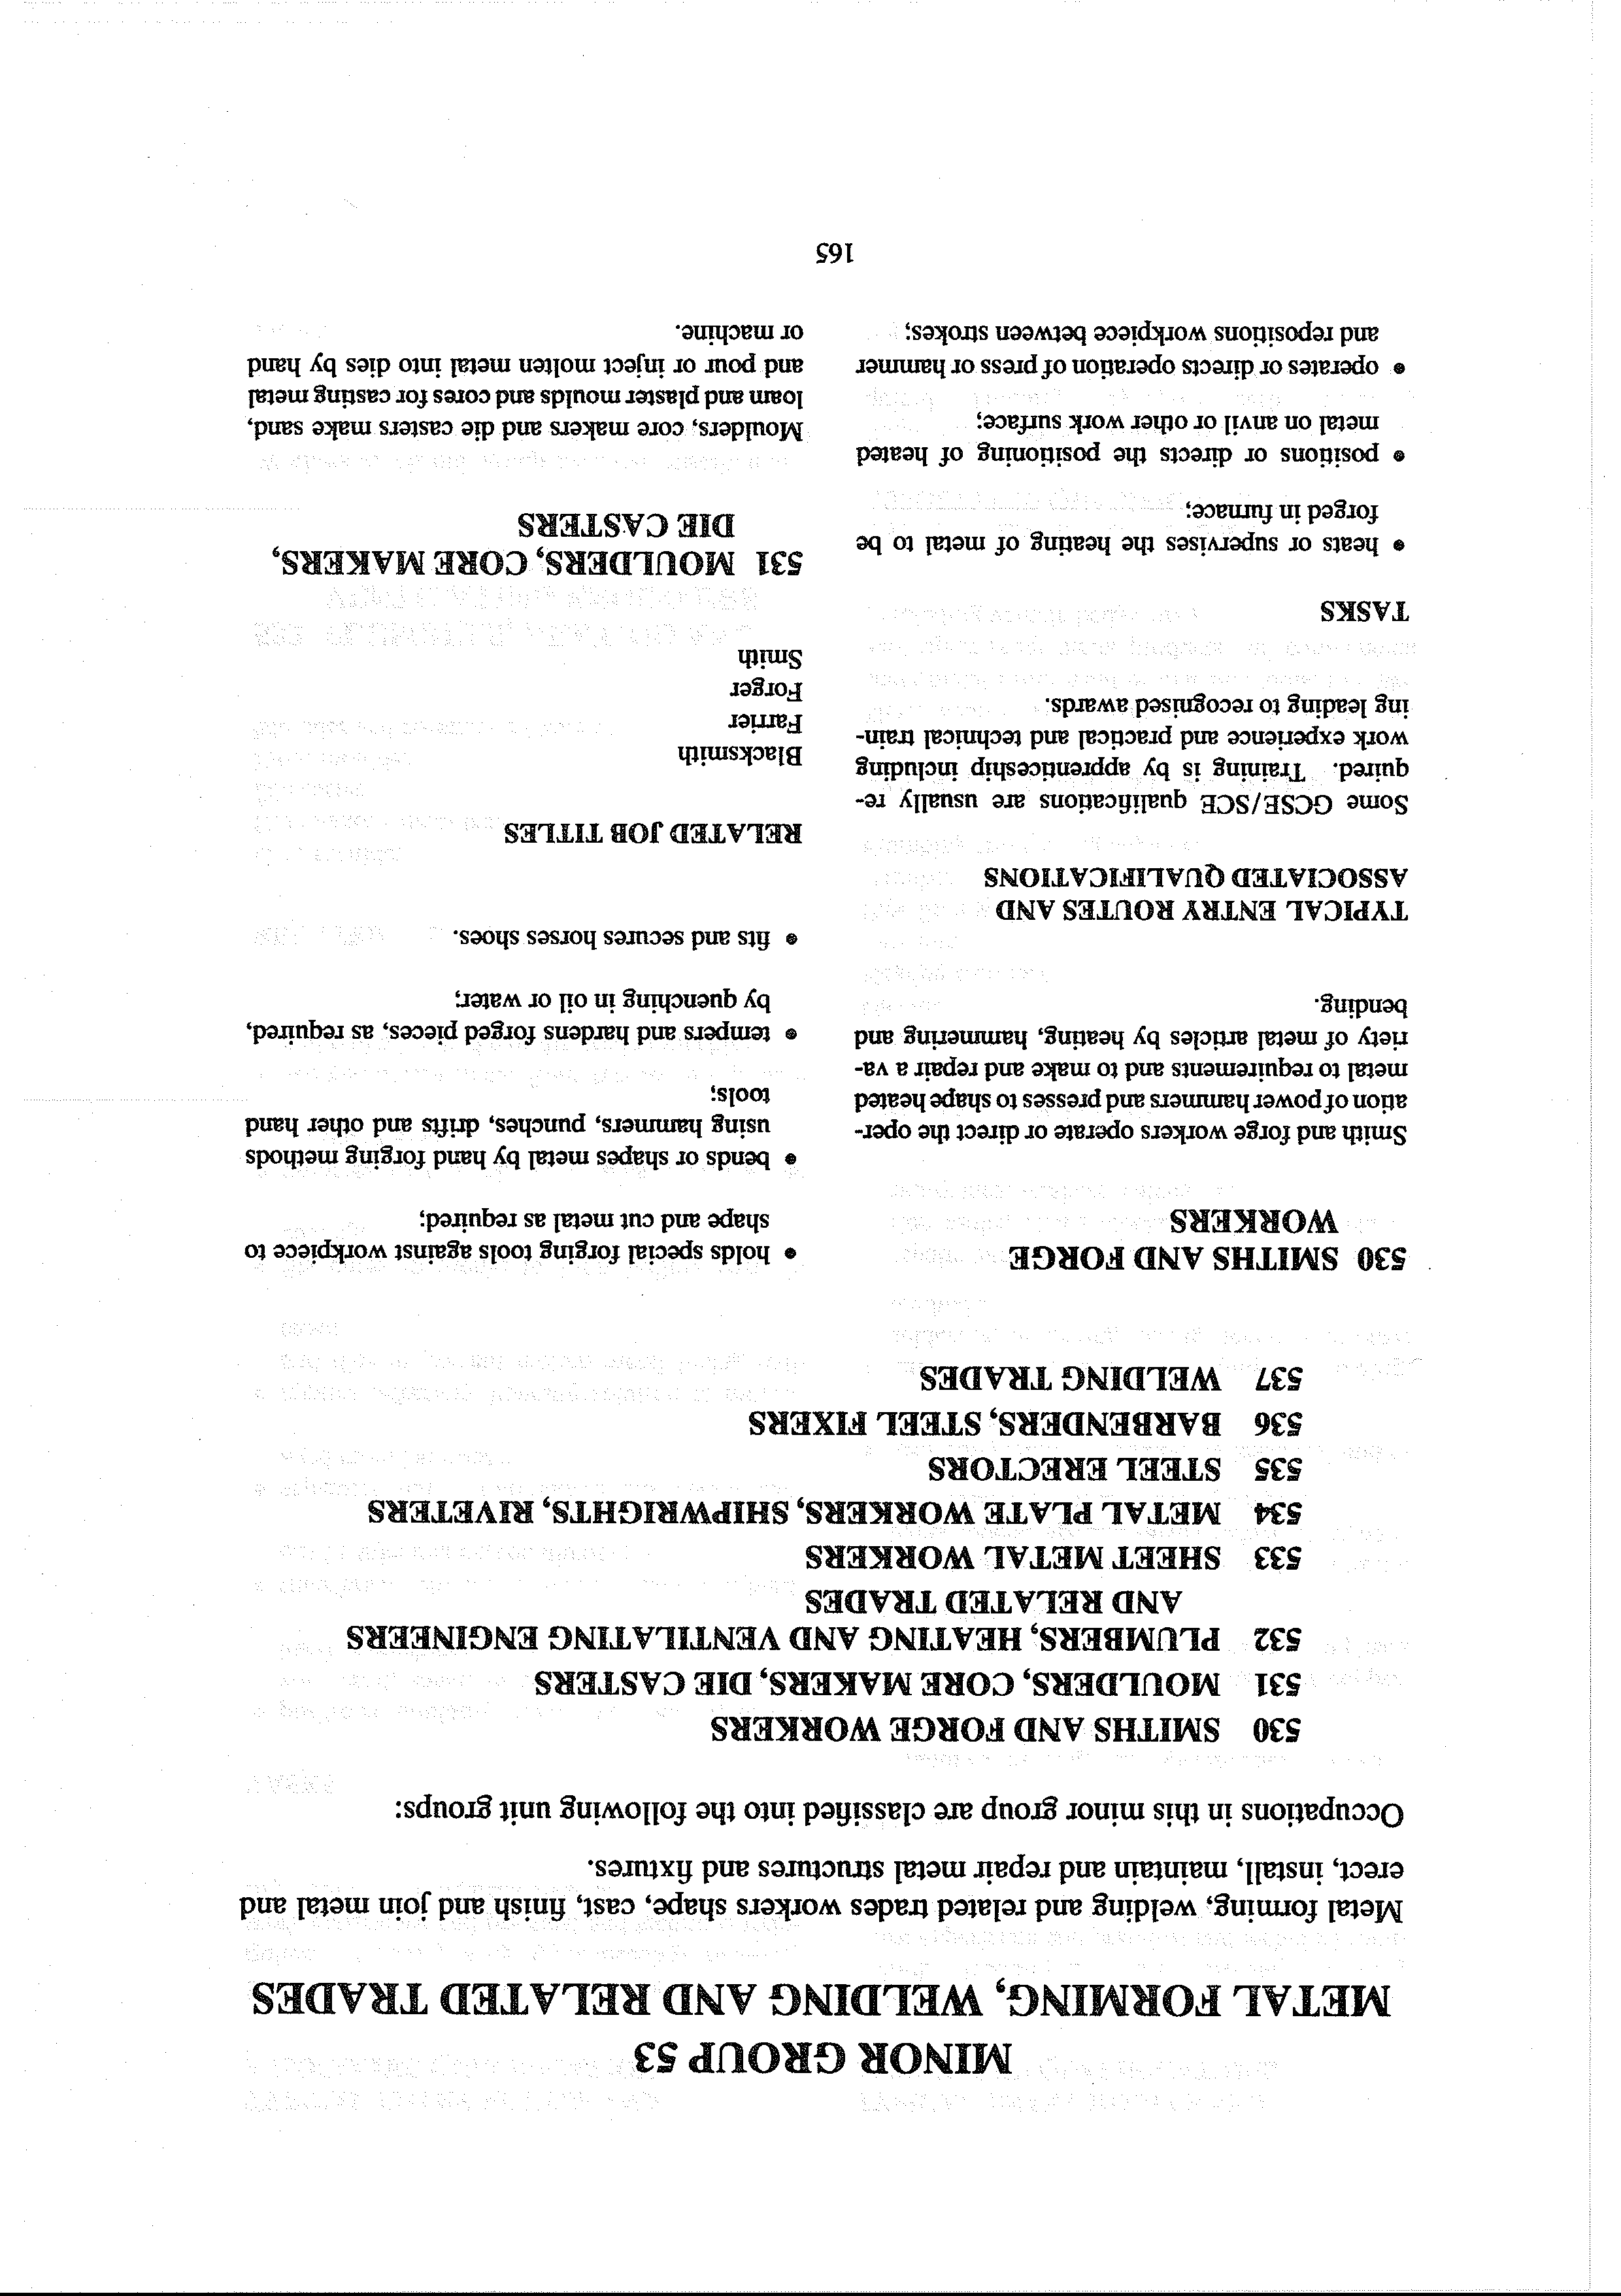 MINOR GROUP 53
METAL FORMING, WELDING AND RELATED TRADES
Metal forming, welding and related trades workers shape, cast, finish and join metal and
erect, install, maintain and repair metal structures and fixtures.
Occupations in this minor group are classified into the following unit groups:
530 SMITHS AND FORGE WORKERS
531 MOULDERS, CORE MAKERS, DIE CASTERS
532 PLUMBERS, HEATING AND VENTILATING ENGINEERS
AND RELATED TRADES
533 SHEET METAL WORKERS
534 METAL PLATE WORKERS, SHIPWRIGHTS, RIVETERS
535 STEEL ERECTORS
536 BARBENDERS, STEEL FIXERS
537 WELDING TRADES
530 SMITHS AND FORGE
WORKERS
Smith and forge workers operate or direct the oper-
ation of power hammers and presses to shape heated
metal to requirements and to make and repair a va-
riety of metal articles by heating, hammering and
bending.
TYPICAL ENTRY ROUTES AND
ASSOCIATED QUALIFICATIONS
Some GCSE/SCE qualifications are usually re-
quired. Training is by apprenticeship including
work experience and practical and technical train-
ing leading to recognised awards.
TASKS
• heats or supervises the heating of metal to be
forged in furnace;
• positions or directs the positioning of heated
metal on anvil or other work surface;
• operates or directs operation of press or hammer
and repositions workpiece between strokes;
• holds special forging tools against workpiece to
shape and cut metal as required;
• bends or shapes metal by hand forging methods
using hammers, punches, drifts and other hand
tools;
• tempers and hardens forged pieces, as required,
by quenching in oil or water;
• fits and secures horses shoes.
RELATED JOB TITLES
Blacksmith
Farrier
Forger
Smith
531 MOULDERS, CORE MAKERS,
DIE CASTERS
Moulders, core makers and die casters make sand,
loam and plaster moulds and cores for casting metal
and pour or inject molten metal into dies by hand
or machine.
165